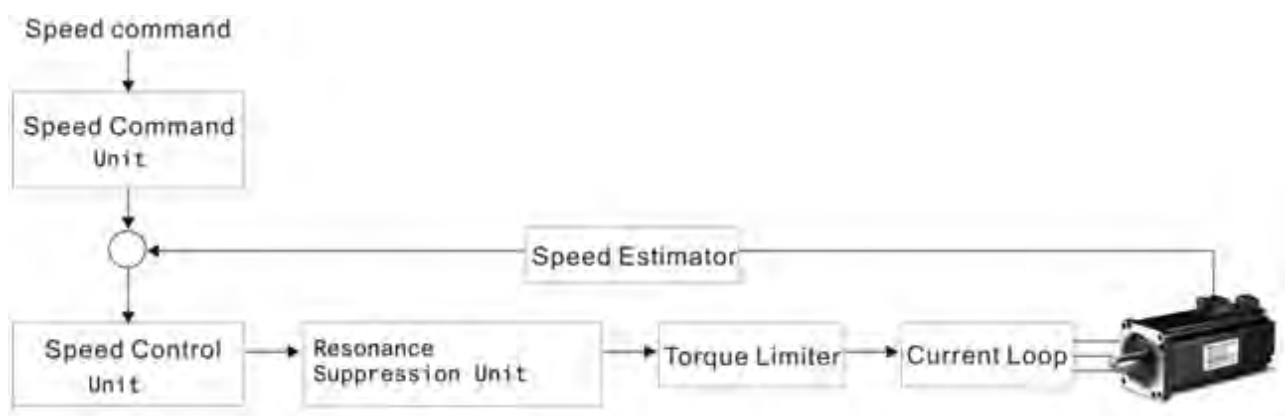 Speed command
Speed Command
Unit
Speed Estimator
Speed Control
Unit
Resonance
Suppression Unit
Torque Limiter
Current Loop